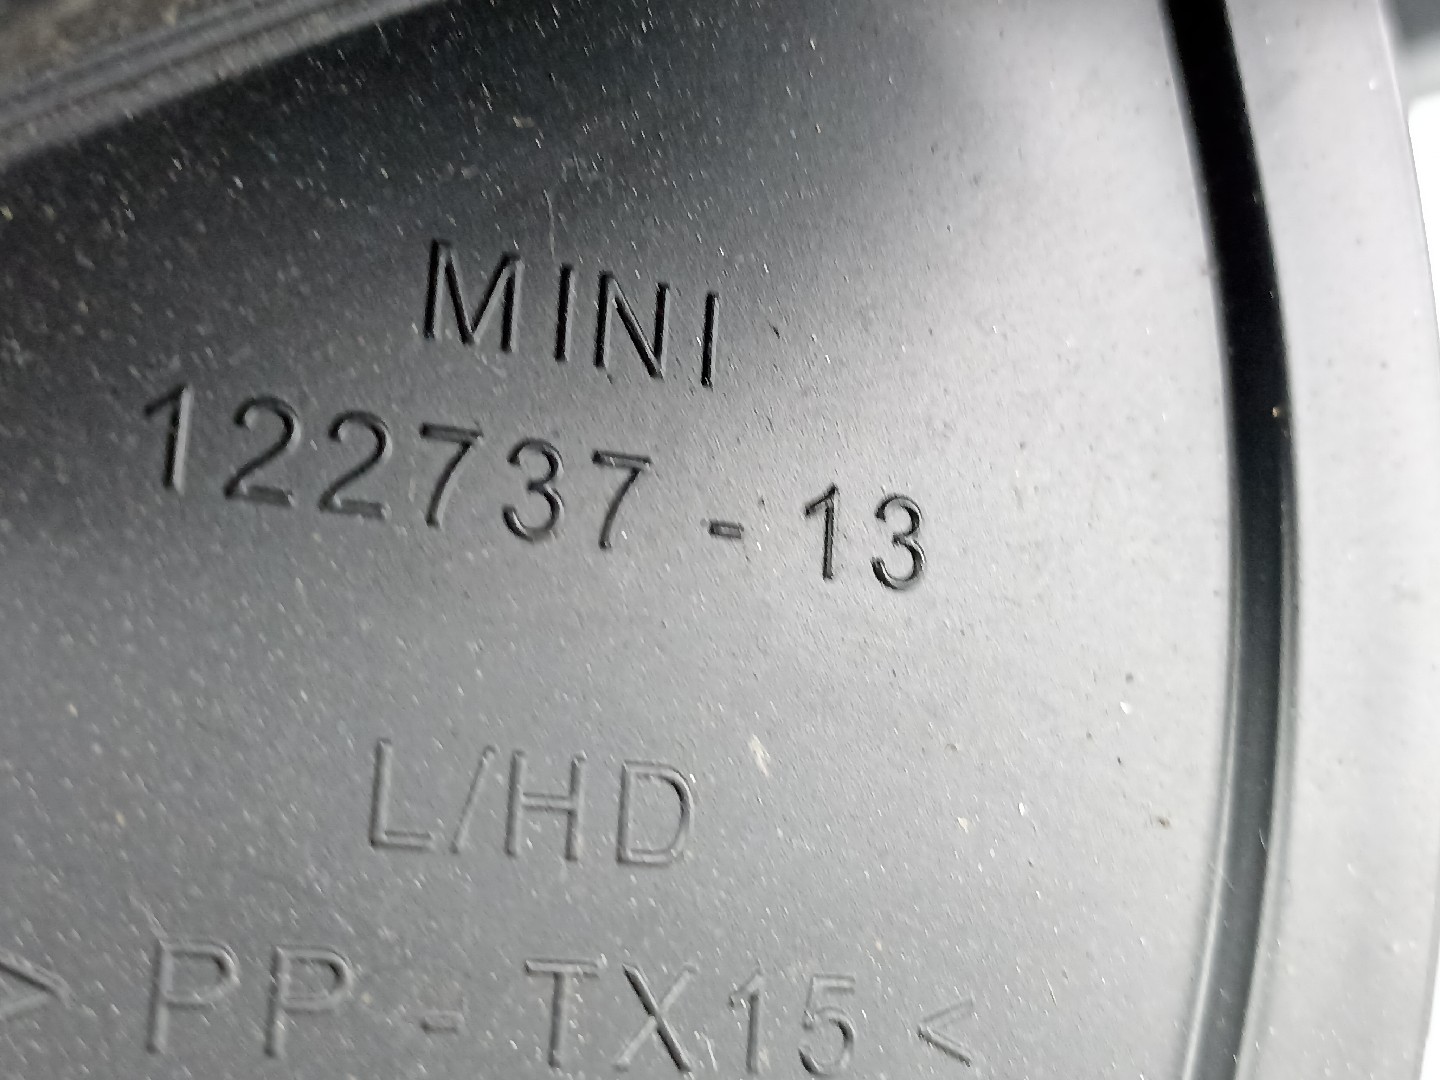 MINI
122737-13
L/HD
> PP - TX15 <